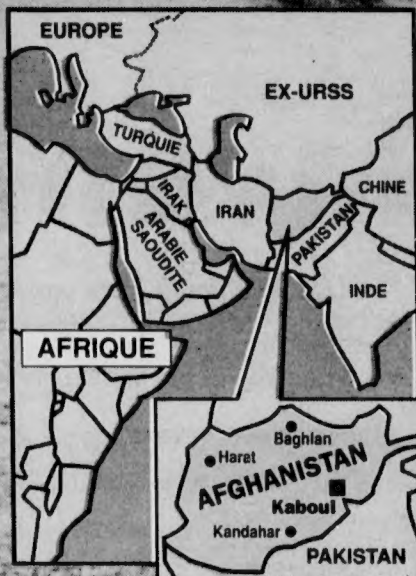 EUROPE
EX-URSS
TURQUIE
CHINE
IRAK
IRAN
PAKISTAN
ARABIE
SAOUDITE
INDE
AFRIQUE
Baghlan
Haret
AFGHANISTAN
Kaboul
Kandahar
PAKISTAN